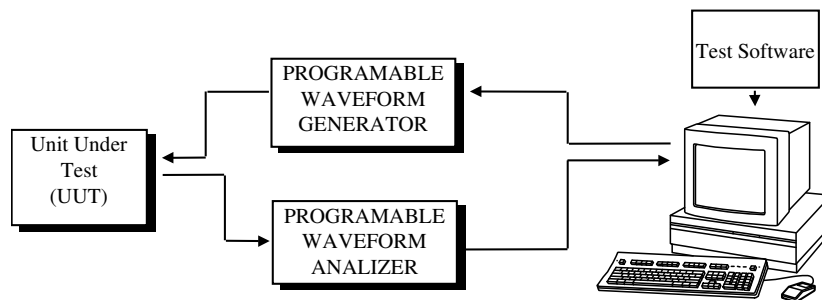 Test Software
PROGRAMABLE
WAVEFORM
GENERATOR
Unit Under
Test
(UUT)
PROGRAMABLE
WAVEFORM
ANALIZER